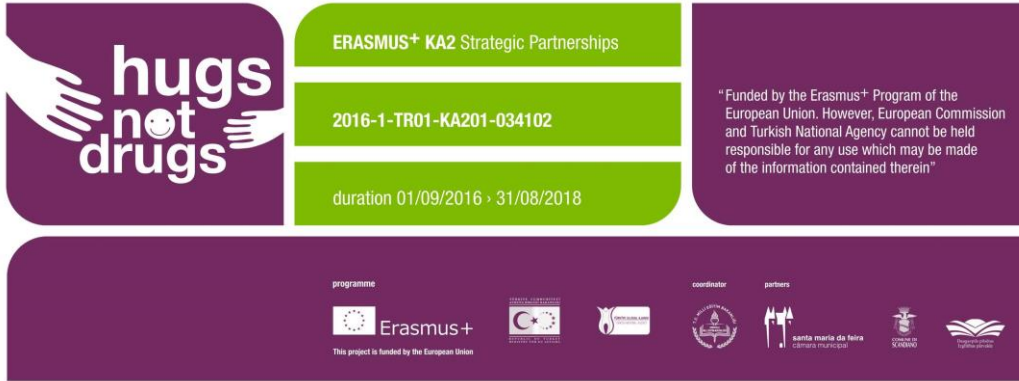 hugs
not
drugs
ERASMUS+ KA2 Strategic Partnerships
2016-1-TR01-KA201-034102
duration 01/09/2016 › 31/08/2018
“Funded by the Erasmus+ Program of the
European Union. However, European Commission
and Turkish National Agency cannot be held
responsible for any use which may be made
of the information contained therein”
programme
coordinator
partners
Erasmus+
This project is funded by the European Union
santa maria da feira
câmara municipal
COMUNE DI
SCANDIANO